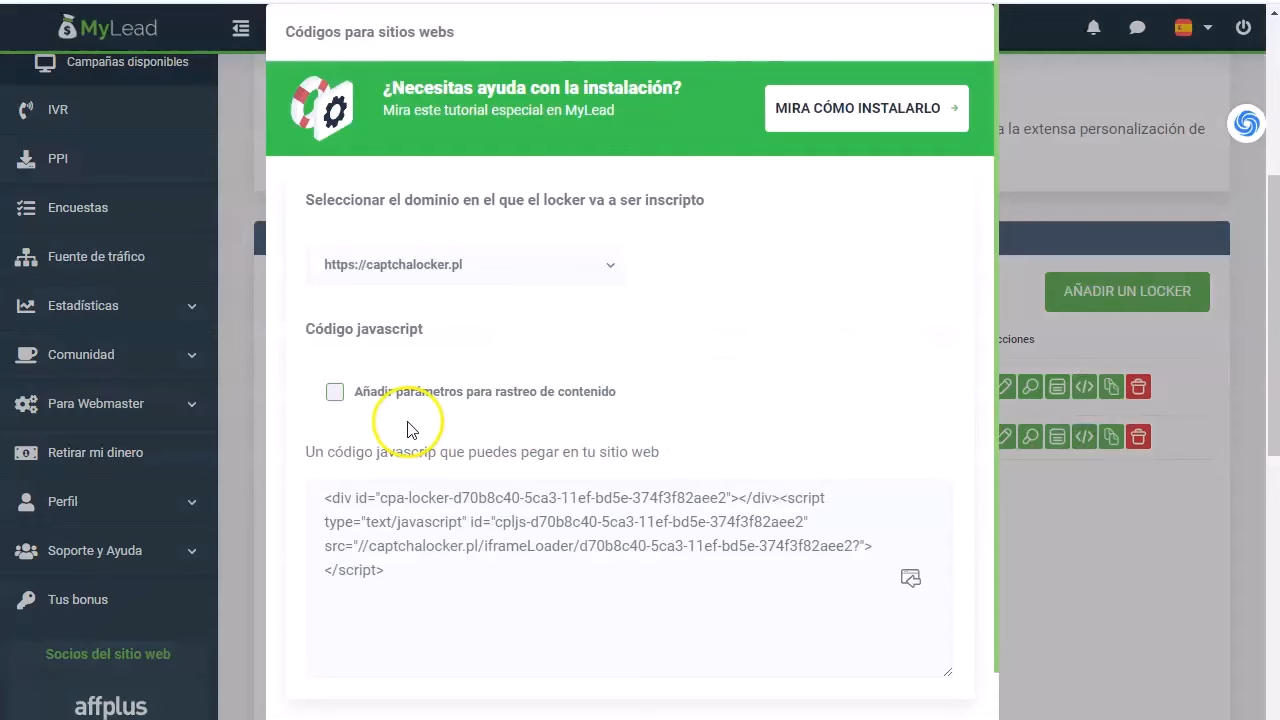 MyLead
Códigos para sitios webs
Campañas disponibles
IVR
PPI
Encuestas
Fuente de tráfico
Estadísticas
Comunidad
Para Webmaster
Retirar mi dinero
Perfil
Soporte y Ayuda
Tus bonus
Socios del sitio web
affplus
¿Necesitas ayuda con la instalación?
Mira este tutorial especial en MyLead
MIRA CÓMO INSTALARLO
Seleccionar el dominio en el que el locker va a ser inscripto
https://captchalocker.pl
Código javascript
Añadir parámetros para rastreo de contenido
Un código javascrip que puedes pegar en tu sitio web
<div id="cpa-locker-d70b8c40-5ca3-11ef-bd5e-374f3f82aee2"></div><script
type="text/javascript" id="cpljs-d70b8c40-5ca3-11ef-bd5e-374f3f82aee2"
src="//captchalocker.pl/iframeLoader/d70b8c40-5ca3-11ef-bd5e-374f3f82aee2?">
</script>
a la extensa personalización de
AÑADIR UN LOCKER
cciones